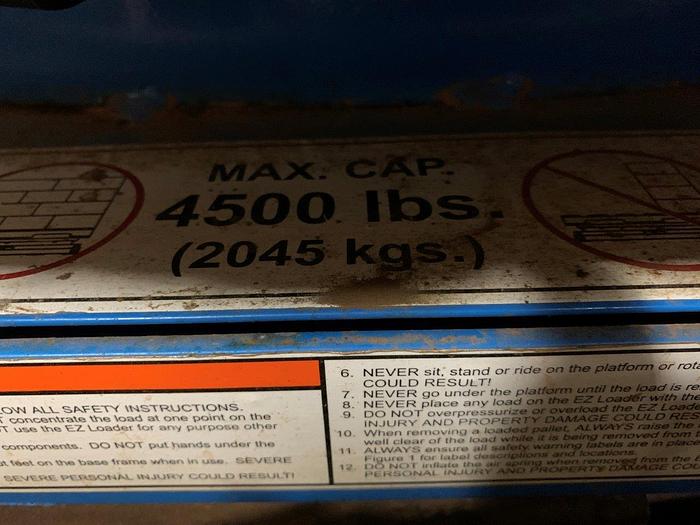 MAX. CAP.
4500 lbs.
(2045 kgs.)
LOW ALL SAFETY INSTRUCTIONS.
concentrate the load at one point on the
use the EZ Loader for any purpose other
components. DO NOT put hands under the
feet on the base frame when in use. SEVERE
SEVERE PERSONAL INJURY COULD RESULT!
6. NEVER sit, stand or ride on the platform or rota
COULD RESULT!
7. NEVER go under the platform until the load is re
8. NEVER place any load on the EZ Loader with the
9. DO NOT overpressurize or overload the EZ Loade
INJURY AND PROPERTY DAMAGE COULD RES
10. When removing a loaded pallet, ALWAYS raise the
well clear of the load while it is being removed from
11. ALWAYS ensure all safety warning labels are in pl
Figure 1 for label descriptions and locations.
12. DO NOT inflate the air spring when removed from the
PERSONAL INJURY AND PROPERTY DAMAGE CO